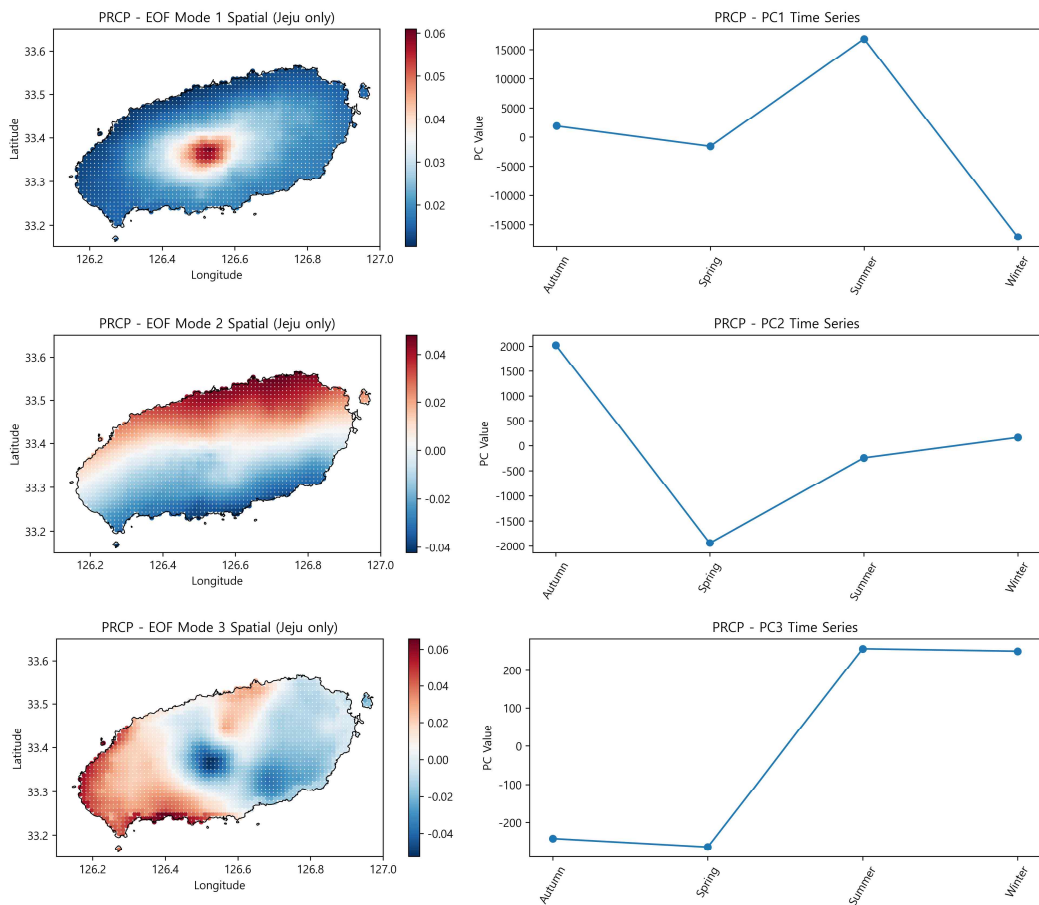 PRCP - EOF Mode 1 Spatial (Jeju only)
33.6
33.5
33.4
33.3
33.2
Latitude
126.2
126.4
126.6
126.8
127.0
Longitude
0.06
0.05
0.04
0.03
0.02
PRCP - PC1 Time Series
15000
10000
5000
0
-5000
-10000
-15000
PC Value
Autumn
Spring
Summer
Winter
PRCP - EOF Mode 2 Spatial (Jeju only)
33.6
33.5
33.4
33.3
33.2
Latitude
126.2
126.4
126.6
126.8
127.0
Longitude
0.04
0.02
0.00
-0.02
-0.04
PRCP - PC2 Time Series
2000
1500
1000
500
0
-500
-1000
-1500
-2000
PC Value
Autumn
Spring
Summer
Winter
PRCP - EOF Mode 3 Spatial (Jeju only)
33.6
33.5
33.4
33.3
33.2
Latitude
126.2
126.4
126.6
126.8
127.0
Longitude
0.06
0.04
0.02
0.00
-0.02
-0.04
PRCP - PC3 Time Series
200
100
0
-100
-200
PC Value
Autumn
Spring
Summer
Winter